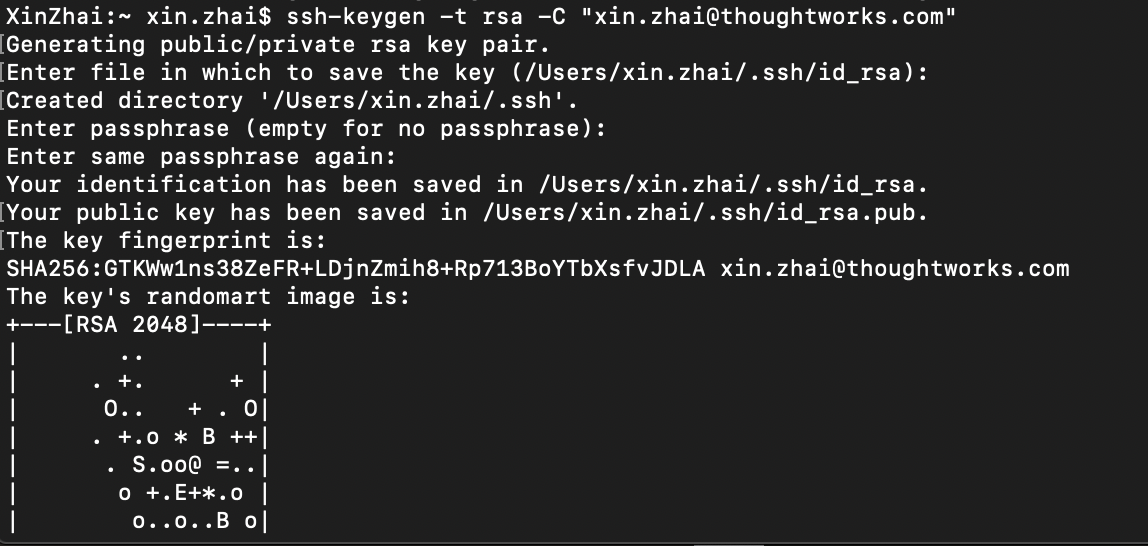 XinZhai:~ xin.zhai$ ssh-keygen -t rsa -C "xin.zhai@thoughtworks.com"
Generating public/private rsa key pair.
Enter file in which to save the key (/Users/xin.zhai/.ssh/id_rsa):
Created directory '/Users/xin.zhai/.ssh'.
Enter passphrase (empty for no passphrase):
Enter same passphrase again:
Your identification has been saved in /Users/xin.zhai/.ssh/id_rsa.
Your public key has been saved in /Users/xin.zhai/.ssh/id_rsa.pub.
The key fingerprint is:
SHA256:GTKWw1ns38ZeFR+LDjnZmih8+Rp713BoYTbXsfvJDLA xin.zhai@thoughtworks.com
The key's randomart image is:
+---[RSA 2048]----+
|       ..        |
|     . +.      + |
|      O..   + . O|
|     . +.o * B ++|
|      . S.oo@ =..|
|       o +.E+*.o |
|        o..o..B o|